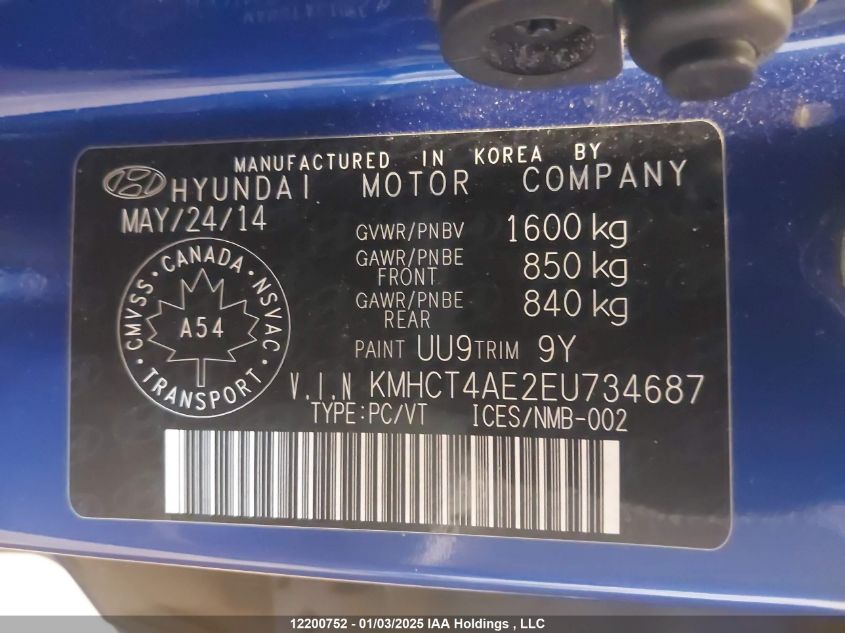 MANUFACTURED IN KOREA BY
HYUNDAI MOTOR COMPANY
MAY/24/14
GVWR/PNBV 1600 kg
GAWR/PNBE FRONT 850 kg
GAWR/PNBE REAR 840 kg
CANADA
CMVSS • NSVAC
A54
TRANSPORT
PAINT UU9 TRIM 9Y
V.I.N KMHCT4AE2EU734687
TYPE:PC/VT ICES/NMB-002
12200752 - 01/03/2025 IAA Holdings , LLC